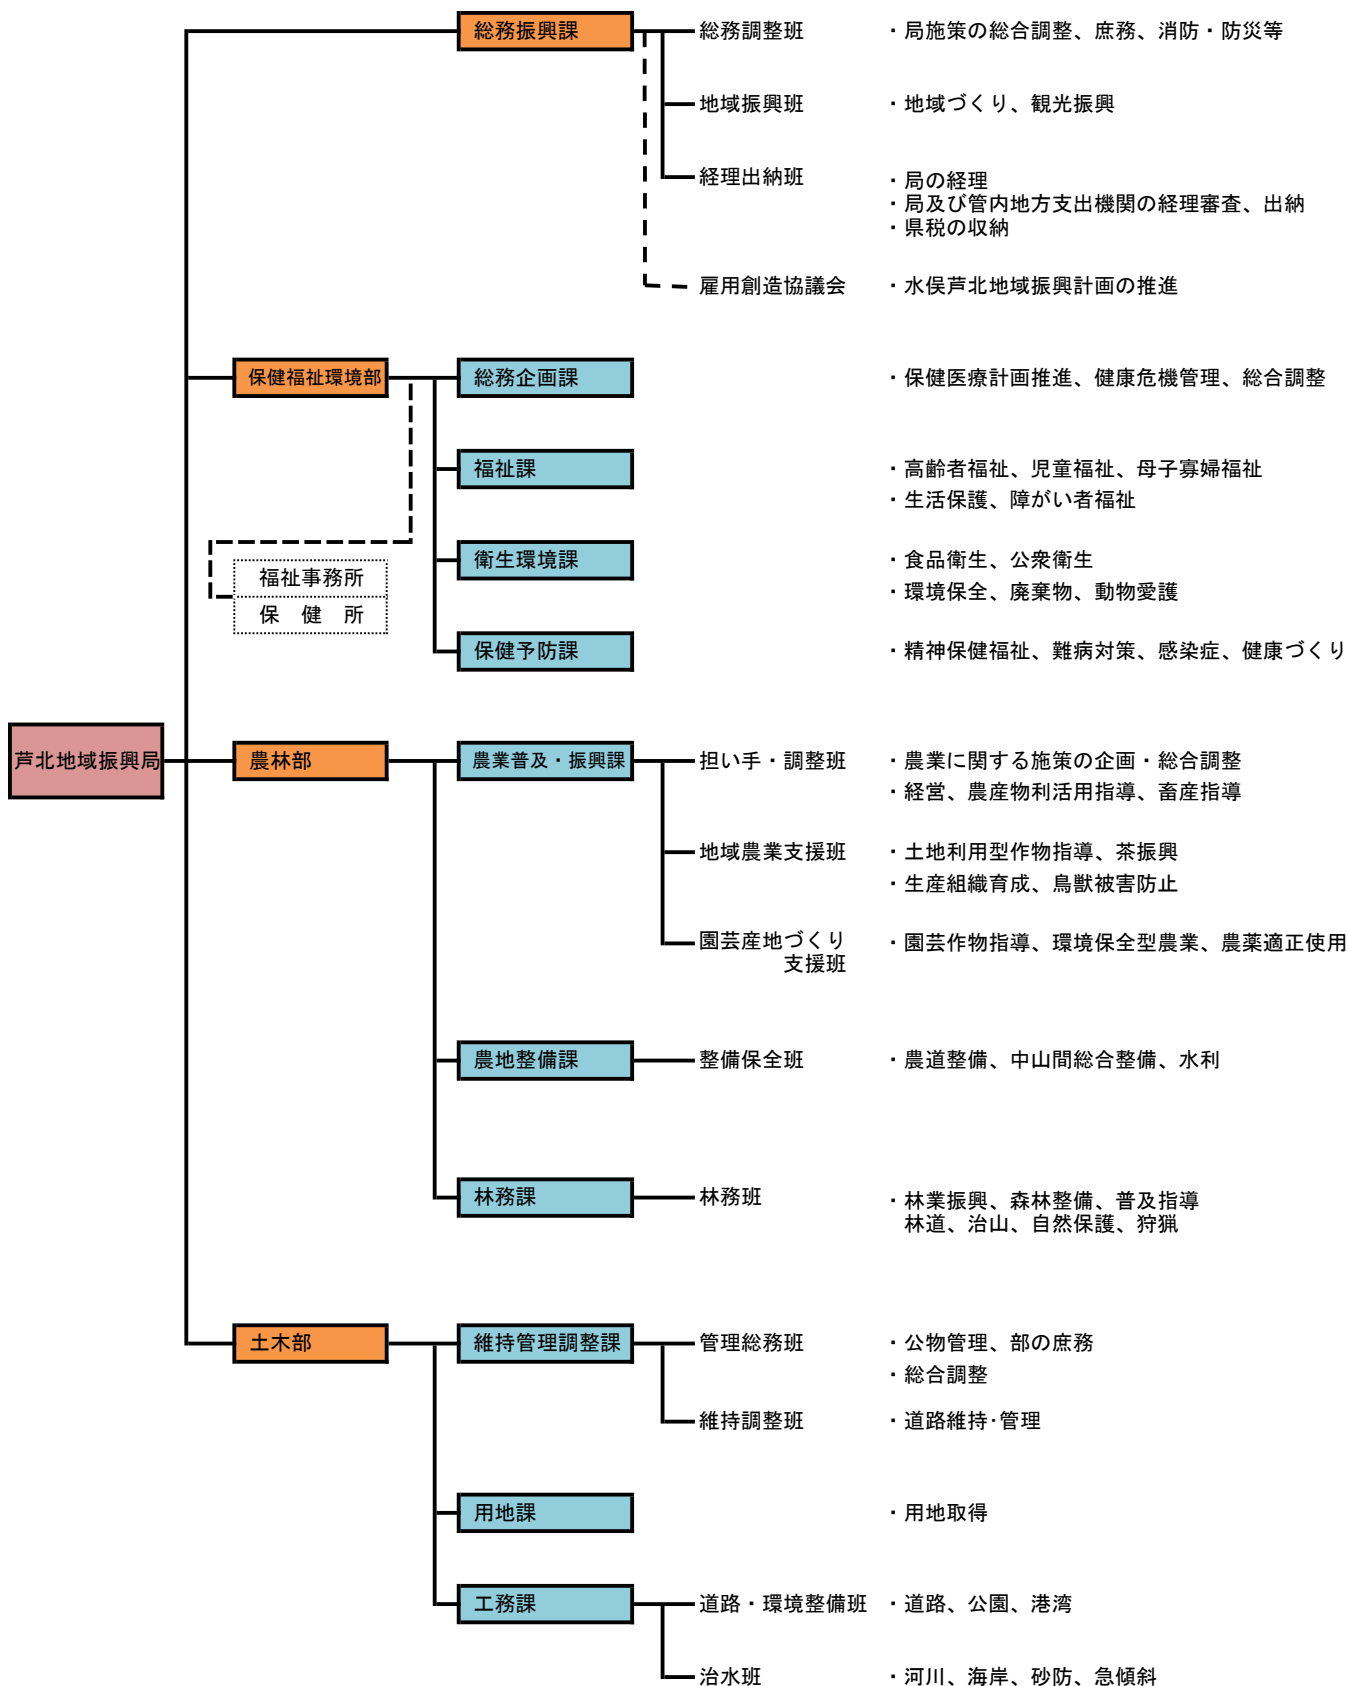 総務振興課
総務調整班
・局施策の総合調整、庶務、消防・防災等
地域振興班
・地域づくり、観光振興
経理出納班
・局の経理
・局及び管内地方支出機関の経理審査、出納
・県税の収納
雇用創造協議会
・水俣芦北地域振興計画の推進
保健福祉環境部
総務企画課
・保健医療計画推進、健康危機管理、総合調整
福祉課
・高齢者福祉、児童福祉、母子寡婦福祉
・生活保護、障がい者福祉
衛生環境課
・食品衛生、公衆衛生
・環境保全、廃棄物、動物愛護
福祉事務所
保　健　所
保健予防課
・精神保健福祉、難病対策、感染症、健康づくり
芦北地域振興局
農林部
農業普及・振興課
担い手・調整班
・農業に関する施策の企画・総合調整
・経営、農産物利活用指導、畜産指導
地域農業支援班
・土地利用型作物指導、茶振興
・生産組織育成、鳥獣被害防止
園芸産地づくり
支援班
・園芸作物指導、環境保全型農業、農薬適正使用
農地整備課
整備保全班
・農道整備、中山間総合整備、水利
林務課
林務班
・林業振興、森林整備、普及指導
林道、治山、自然保護、狩猟
土木部
維持管理調整課
管理総務班
・公物管理、部の庶務
・総合調整
維持調整班
・道路維持･管理
用地課
・用地取得
工務課
道路・環境整備班
・道路、公園、港湾
治水班
・河川、海岸、砂防、急傾斜